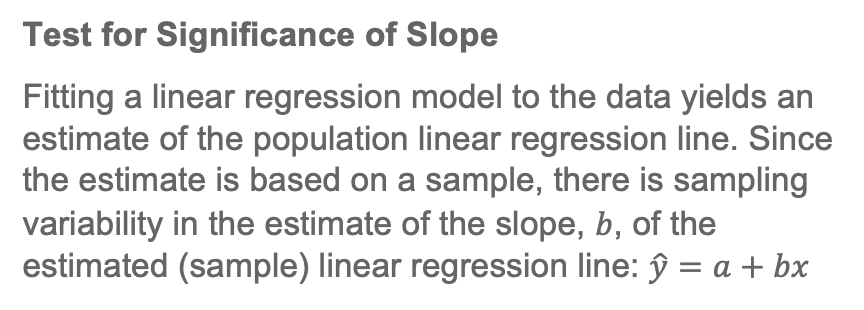 Test for Significance of Slope
Fitting a linear regression model to the data yields an
estimate of the population linear regression line. Since
the estimate is based on a sample, there is sampling
variability in the estimate of the slope, b, of the
estimated (sample) linear regression line: ŷ = a + bx